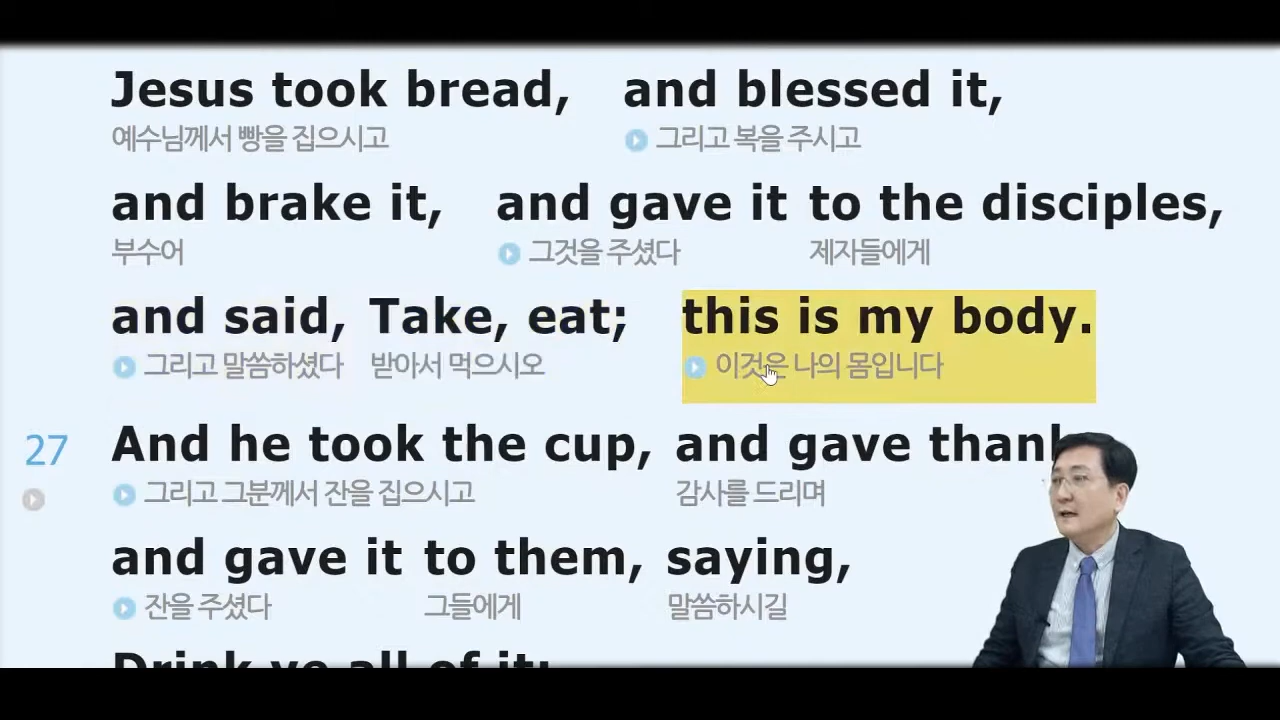 Jesus took bread, and blessed it,
예수님께서 빵을 집으시고 그리고 복을 주시고
and brake it, and gave it to the disciples,
부수어 그것을 주셨다 제자들에게
and said, Take, eat; this is my body.
그리고 말씀하셨다 받아서 먹으시오 이것은 나의 몸입니다
27 And he took the cup, and gave
그리고 그분께서 잔을 집으시고 감사를 드리며
and gave it to them, saying,
잔을 주셨다 그들에게 말씀하시길
Drink ye all of it;